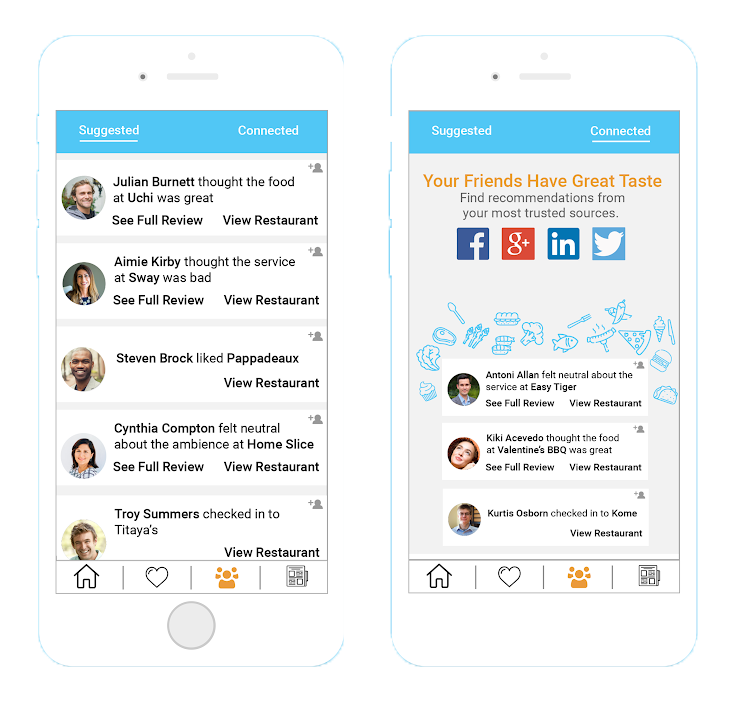 Suggested
Connected
Julian Burnett thought the food
at Uchi was great
See Full Review
View Restaurant
Aimie Kirby thought the service
at Sway was bad
See Full Review
View Restaurant
Steven Brock liked Pappadeaux
View Restaurant
Cynthia Compton felt neutral
about the ambience at Home Slice
See Full Review
View Restaurant
Troy Summers checked in to
Titaya's
View Restaurant
Suggested
Connected
Your Friends Have Great Taste
Find recommendations from
your most trusted sources.
f
g+
in
Antoni Allan felt neutral about the
service at Easy Tiger
See Full Review
View Restaurant
Kiki Acevedo thought the food
at Valentine's BBQ was great
See Full Review
View Restaurant
Kurtis Osborn checked in to Kome
View Restaurant